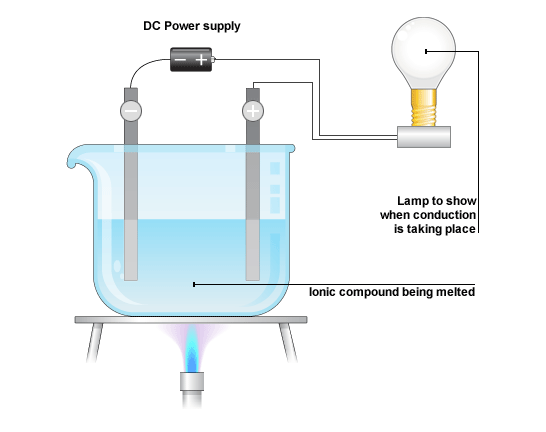 DC Power supply
− +
−
+
Lamp to show
when conduction
is taking place
Ionic compound being melted